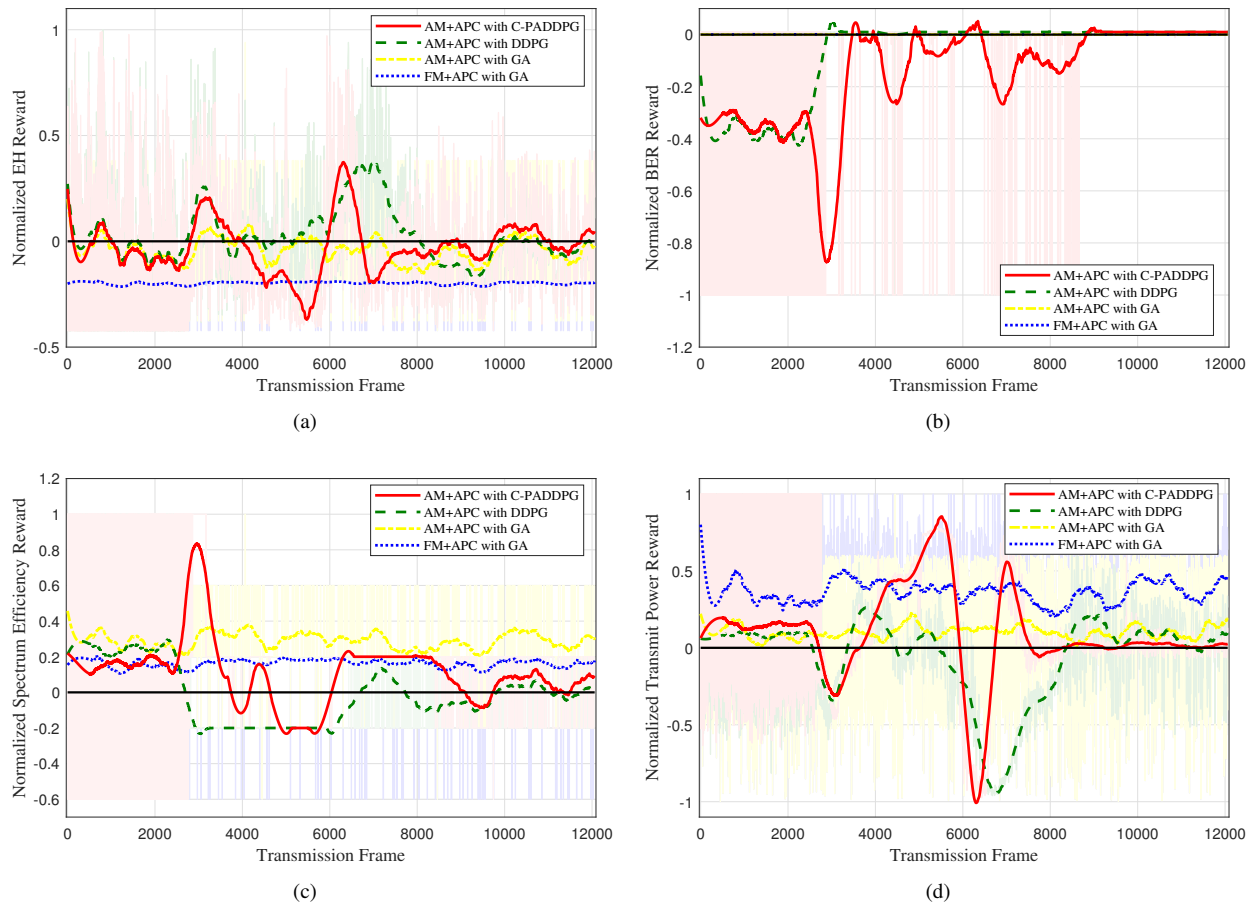 1
0.5
0
-0.5
Normalized EH Reward
AM+APC with C-PADDPG
AM+APC with DDPG
AM+APC with GA
FM+APC with GA
0 2000 4000 6000 8000 10000 12000
Transmission Frame
(a)
0
-0.2
-0.4
-0.6
-0.8
-1
-1.2
Normalized BER Reward
AM+APC with C-PADDPG
AM+APC with DDPG
AM+APC with GA
FM+APC with GA
0 2000 4000 6000 8000 10000 12000
Transmission Frame
(b)
1.2
1
0.8
0.6
0.4
0.2
0
-0.2
-0.4
-0.6
Normalized Spectrum Efficiency Reward
AM+APC with C-PADDPG
AM+APC with DDPG
AM+APC with GA
FM+APC with GA
0 2000 4000 6000 8000 10000 12000
Transmission Frame
(c)
1
0.5
0
-0.5
-1
Normalized Transmit Power Reward
AM+APC with C-PADDPG
AM+APC with DDPG
AM+APC with GA
FM+APC with GA
0 2000 4000 6000 8000 10000 12000
Transmission Frame
(d)